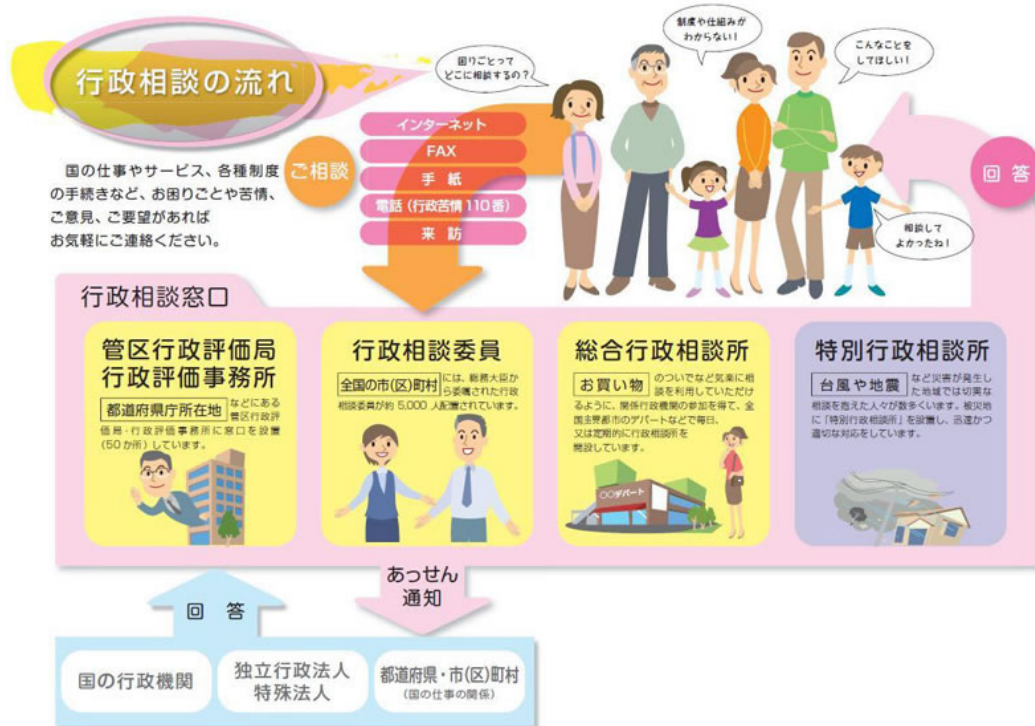 行政相談の流れ
国の仕事やサービス、各種制度
の手続きなど、お困りごとや苦情、
ご意見、ご要望があれば
お気軽にご連絡ください。
ご相談
インターネット
FAX
手 紙
電話（行政苦情110番）
来 訪
困りごとって
どこに相談するの？
制度や仕組みが
わからない！
こんなことを
してほしい！
相談して
よかったね！
回 答
行政相談窓口
管区行政評価局
行政評価事務所
都道府県庁所在地 などにある
管区行政評
価局・行政評価事務所に窓口を設置
（50か所）しています。
行政相談委員
全国の市(区)町村 には、総務大臣か
ら委嘱された行政
相談委員が約 5,000 人配置されています。
総合行政相談所
お買い物 のついでなど気楽に相
談を利用していただけ
るように、関係行政機関の参加を得て、全
国主要都市のデパートなどで毎日、
又は定期的に行政相談所を
開設しています。
〇〇デパート
特別行政相談所
台風や地震 など災害が発生し
た地域では切実な
相談を抱えた人々が数多くいます。被災地
に「特別行政相談所」を設置し、迅速かつ
適切な対応をしています。
あっせん
通知
回 答
国の行政機関
独立行政法人
特殊法人
都道府県・市(区)町村
(国の仕事の関係)